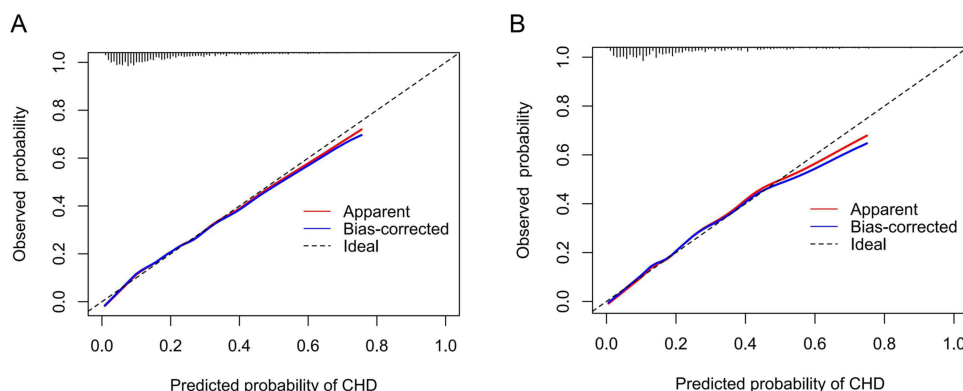 A
1.0
0.8
0.6
0.4
0.2
0.0
Observed probability
Apparent
Bias-corrected
Ideal
0.0 0.2 0.4 0.6 0.8 1.0
Predicted probability of CHD
B
1.0
0.8
0.6
0.4
0.2
0.0
Observed probability
Apparent
Bias-corrected
Ideal
0.0 0.2 0.4 0.6 0.8 1.0
Predicted probability of CHD